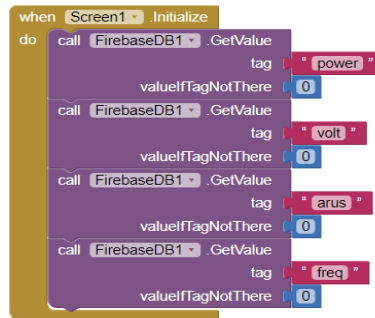 when Screen1 .Initialize
do call FirebaseDB1 .GetValue
tag " power "
valueIfTagNotThere 0
call FirebaseDB1 .GetValue
tag " volt "
valueIfTagNotThere 0
call FirebaseDB1 .GetValue
tag " arus "
valueIfTagNotThere 0
call FirebaseDB1 .GetValue
tag " freq "
valueIfTagNotThere 0